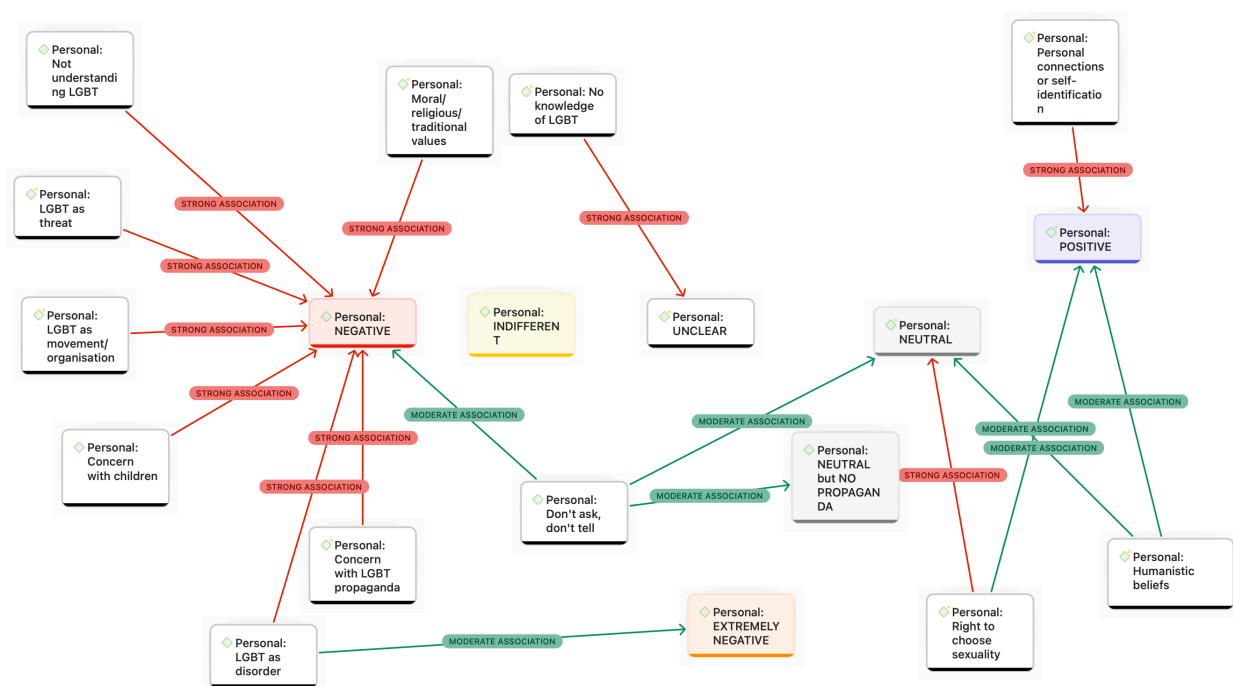 Personal:
Not
understandi
ng LGBT
Personal:
Moral/
religious/
traditional
values
Personal: No
knowledge
of LGBT
Personal:
Personal
connections
or self-
identificatio
n
STRONG ASSOCIATION
Personal:
LGBT as
threat
STRONG ASSOCIATION
STRONG ASSOCIATION
STRONG ASSOCIATION
Personal:
POSITIVE
STRONG ASSOCIATION
Personal:
LGBT as
movement/
organisation
STRONG ASSOCIATION
Personal:
NEGATIVE
Personal:
INDIFFEREN
T
Personal:
UNCLEAR
Personal:
NEUTRAL
STRONG ASSOCIATION
MODERATE ASSOCIATION
MODERATE ASSOCIATION
MODERATE ASSOCIATION
MODERATE ASSOCIATION
MODERATE ASSOCIATION
STRONG ASSOCIATION
Personal:
Concern
with children
Personal:
NEUTRAL
but NO
PROPAGAN
DA
STRONG ASSOCIATION
STRONG ASSOCIATION
MODERATE ASSOCIATION
Personal:
Don't ask,
don't tell
Personal:
Concern
with LGBT
propaganda
Personal:
Humanistic
beliefs
Personal:
EXTREMELY
NEGATIVE
Personal:
Right to
choose
sexuality
Personal:
LGBT as
disorder
MODERATE ASSOCIATION